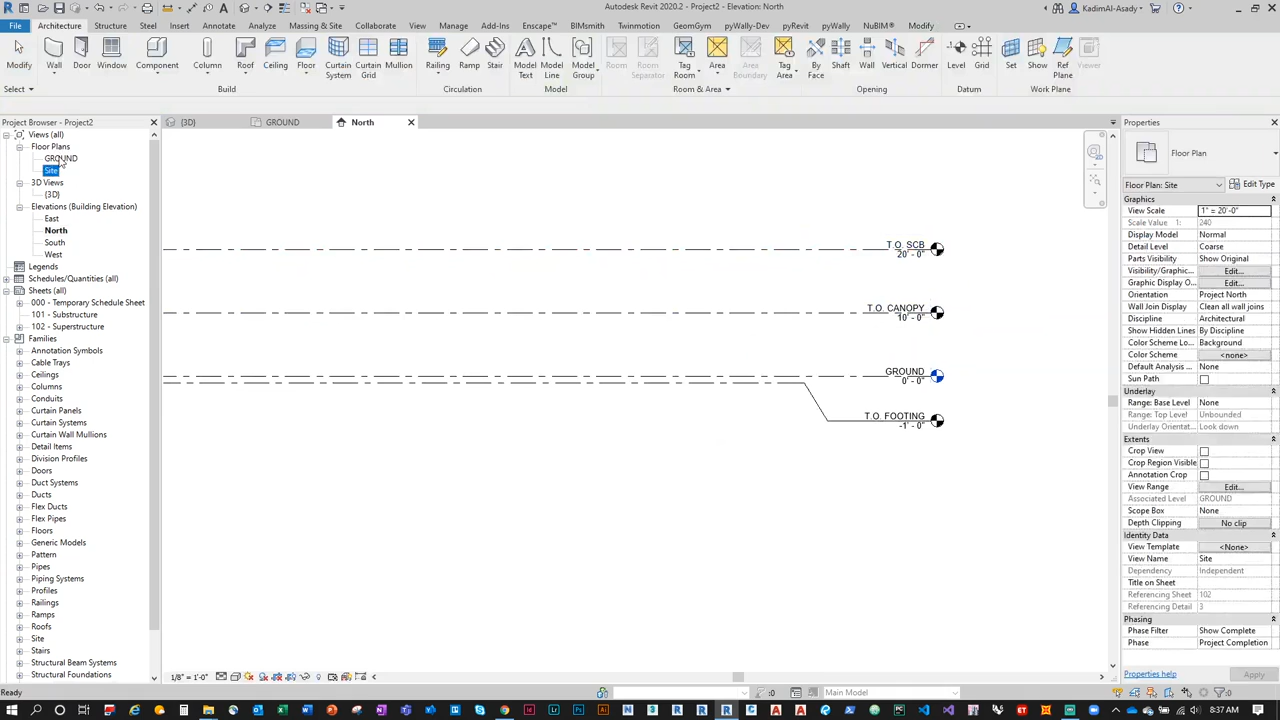 Autodesk Revit 2020.2 - Project2 - Elevation: North
KadimAl-Asady
File Architecture Structure Steel Insert Annotate Analyze Massing & Site Collaborate View Manage Add-Ins Enscape™ BIMsmith Twinmotion GeomGym pyWally-Dev pyRevit pyWally NuBIM® Modify
Modify Wall Door Window Component Column Roof Ceiling Floor Curtain System Curtain Grid Mullion Railing Ramp Stair Model Text Model Line Model Group Room Room Separator Tag Room Area Area Boundary Tag Area By Face Shaft Wall Vertical Dormer Level Grid Set Show Ref Plane Viewer
Select Build Circulation Model Room & Area Opening Datum Work Plane
Project Browser - Project2
{3D} GROUND North
Views (all)
Floor Plans
GROUND
Site
3D Views
{3D}
Elevations (Building Elevation)
East
North
South
West
Legends
Schedules/Quantities (all)
Sheets (all)
000 - Temporary Schedule Sheet
101 - Substructure
102 - Superstructure
Families
Annotation Symbols
Cable Trays
Ceilings
Columns
Conduits
Curtain Panels
Curtain Systems
Curtain Wall Mullions
Detail Items
Division Profiles
Doors
Duct Systems
Ducts
Flex Ducts
Flex Pipes
Floors
Generic Models
Pattern
Pipes
Piping Systems
Profiles
Railings
Ramps
Roofs
Site
Stairs
Structural Beam Systems
Structural Foundations
T.O. SCB
20' - 0"
T.O. CANOPY
10' - 0"
GROUND
0' - 0"
T.O. FOOTING
-1' - 0"
Properties
Floor Plan
Floor Plan: Site Edit Type
Graphics
View Scale 1" = 20'-0"
Scale Value 1: 240
Display Model Normal
Detail Level Coarse
Parts Visibility Show Original
Visibility/Graphic... Edit...
Graphic Display O... Edit...
Orientation Project North
Wall Join Display Clean all wall joins
Discipline Architectural
Show Hidden Lines By Discipline
Color Scheme Lo... Background
Color Scheme <none>
Default Analysis ... None
Sun Path
Underlay
Range: Base Level None
Range: Top Level Unbounded
Underlay Orientat... Look down
Extents
Crop View
Crop Region Visible
Annotation Crop
View Range Edit...
Associated Level GROUND
Scope Box None
Depth Clipping No clip
Identity Data
View Template <None>
View Name Site
Dependency Independent
Title on Sheet
Referencing Sheet 102
Referencing Detail 3
Phasing
Phase Filter Show Complete
Phase Project Completion
Properties help Apply
1/8" = 1'-0"
Ready :0 Main Model :0
8:37 AM